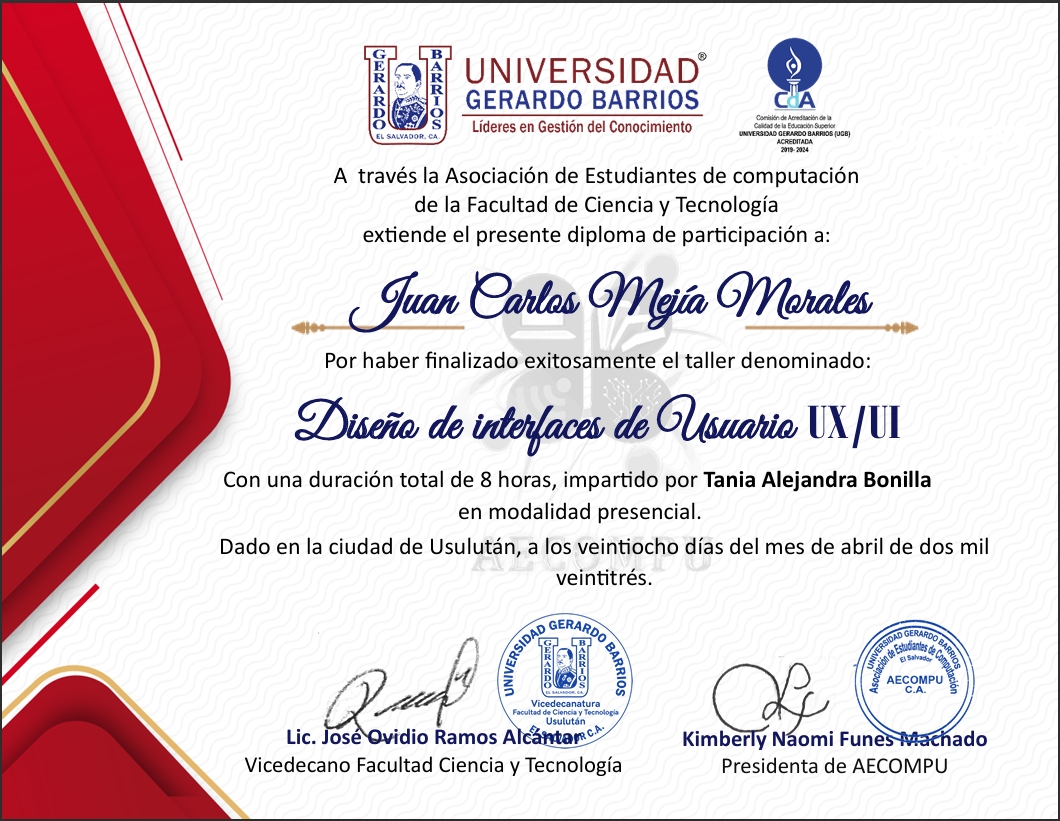 GERARDO BARRIOS
EL SALVADOR, C.A.
UNIVERSIDAD®
GERARDO BARRIOS
Líderes en Gestión del Conocimiento
CdA
Comisión de Acreditación de la
Calidad de la Educación Superior
UNIVERSIDAD GERARDO BARRIOS (UGB)
ACREDITADA
2019- 2024
A través la Asociación de Estudiantes de computación
de la Facultad de Ciencia y Tecnología
extiende el presente diploma de participación a:
Juan Carlos Mejía Morales
Por haber finalizado exitosamente el taller denominado:
Diseño de interfaces de Usuario UX/UI
Con una duración total de 8 horas, impartido por Tania Alejandra Bonilla
en modalidad presencial.
AECOMPU
Dado en la ciudad de Usulután, a los veintiocho días del mes de abril de dos mil
veintitrés.
UNIVERSIDAD GERARDO BARRIOS
GERARDO BARRIOS
EL SALVADOR, C.A.
Vicedecanatura
Facultad de Ciencia y Tecnología
Usulután
EL SALVADOR C.A.
UNIVERSIDAD GERARDO BARRIOS
Asociación de Estudiantes de Computación
El Salvador
AECOMPU
C.A.
Lic. José Ovidio Ramos Alcántar
Vicedecano Facultad Ciencia y Tecnología
Kimberly Naomi Funes Machado
Presidenta de AECOMPU